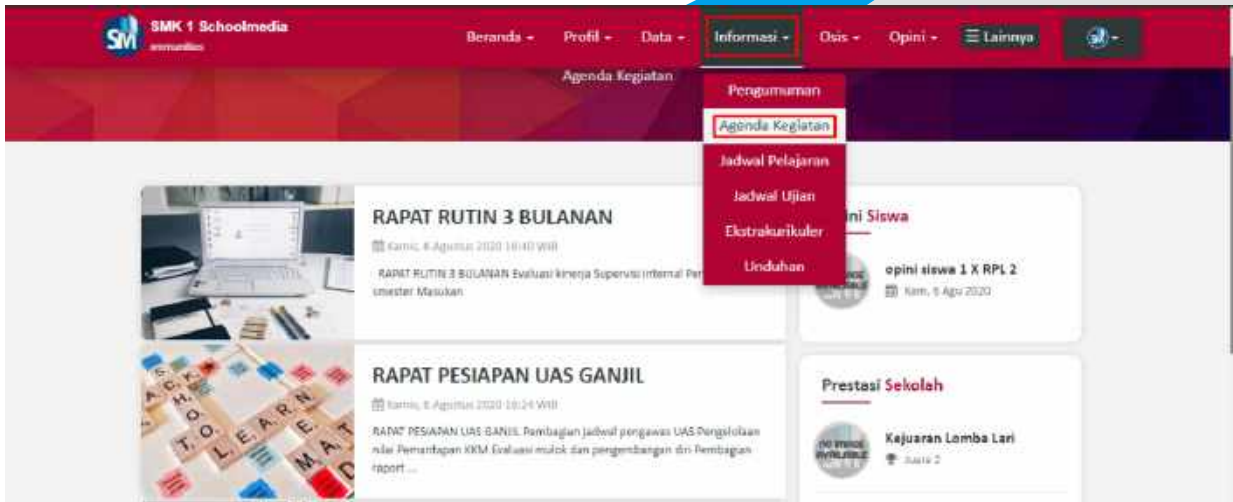 SMK 1 Schoolmedia
Beranda
Profil
Data
Informasi
Osis
Opini
Lainnya
Agenda Kegiatan
Pengumuman
Agenda Kegiatan
Jadwal Pelajaran
Jadwal Ujian
Ekstrakurikuler
Unduhan
RAPAT RUTIN 3 BULANAN
Kamis, 6 Agustus 2020 WIB
RAPAT RUTIN 3 BULANAN Evaluasi kinerja Supervisi internal
smester Masukan
RAPAT PESIAPAN UAS GANJIL
Kamis, 6 Agustus 2020 WIB
RAPAT PESIAPAN UAS GANJIL Pembagian jadwal pengawas UAS Pengelolaan
nilai Pemantapan KKM Evaluasi mulok dan pengembangan diri Pembagian
raport ...
Siswa
opini siswa 1 X RPL 2
Kam, 6 Agu 2020
Prestasi Sekolah
Kejuaran Lomba Lari
Juara 2